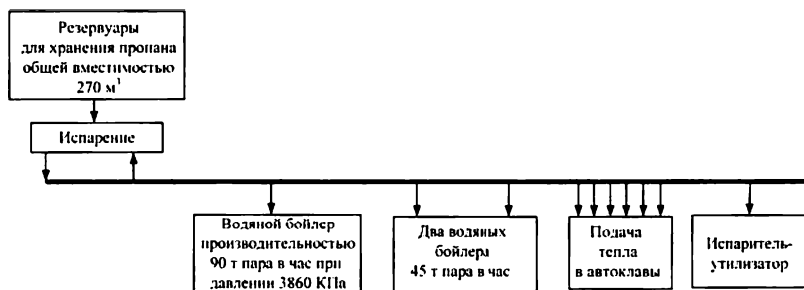 Резервуары
для хранения пропана
общей вместимостью
270 м³
Испарение
Водяной бойлер
производительностью
90 т пара в час при
давлении 3860 КПа
Два водяных
бойлера
45 т пара в час
Подача
тепла
в автоклавы
Испаритель-
утилизатор